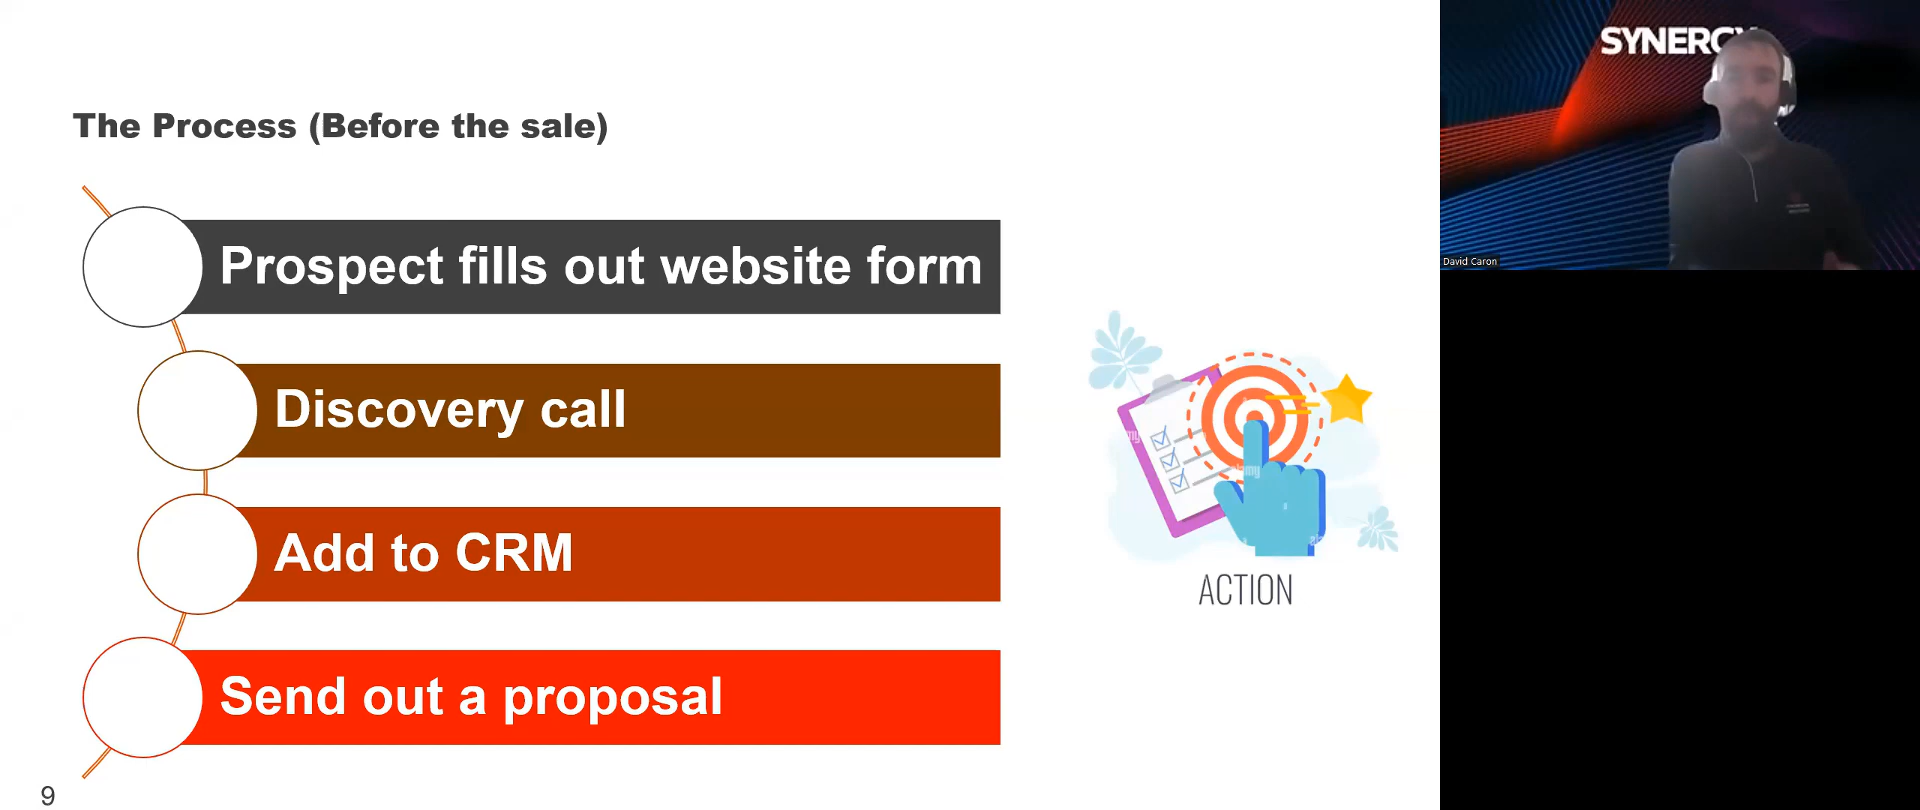 The Process (Before the sale)
Prospect fills out website form
Discovery call
Add to CRM
Send out a proposal
ACTION
9
SYNERGY
David Caron